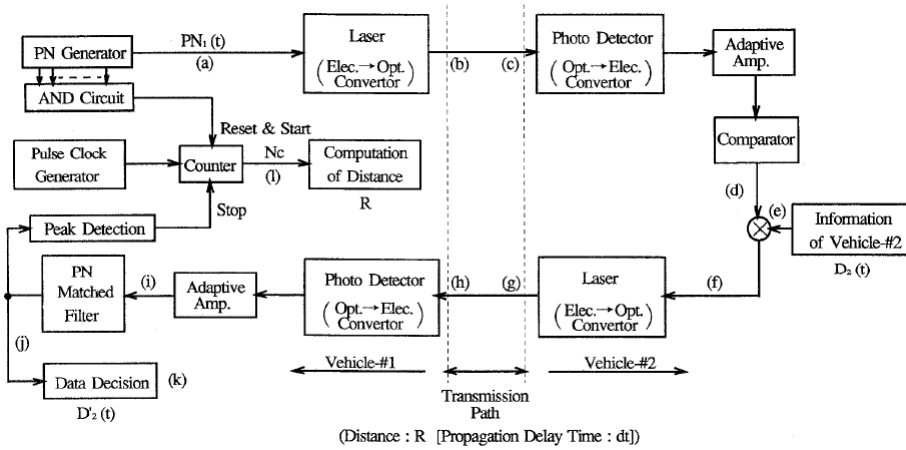 PN Generator
PN₁ (t)
(a)
Laser
( Elec.→Opt. )
Convertor
(b)
(c)
Photo Detector
( Opt.→Elec. )
Convertor
Adaptive
Amp.
AND Circuit
Reset & Start
Comparator
Pulse Clock
Generator
Counter
Nc
(l)
Computation
of Distance
R
(d)
(e)
Stop
Peak Detection
Information
of Vehicle-#2
D₂ (t)
PN
Matched
Filter
(i)
Adaptive
Amp.
Photo Detector
( Opt.→Elec. )
Convertor
(h)
(g)
Laser
( Elec.→Opt. )
Convertor
(f)
(j)
Data Decision
(k)
D'₂ (t)
Vehicle-#1
Vehicle-#2
Transmission
Path
(Distance : R [Propagation Delay Time : dt])